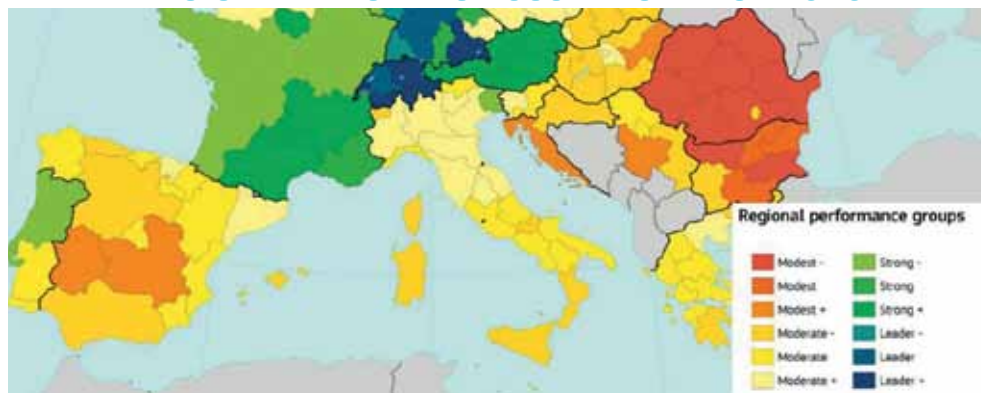 Regional performance groups
Modest -
Modest
Modest +
Moderate -
Moderate
Moderate +
Strong -
Strong
Strong +
Leader -
Leader
Leader +